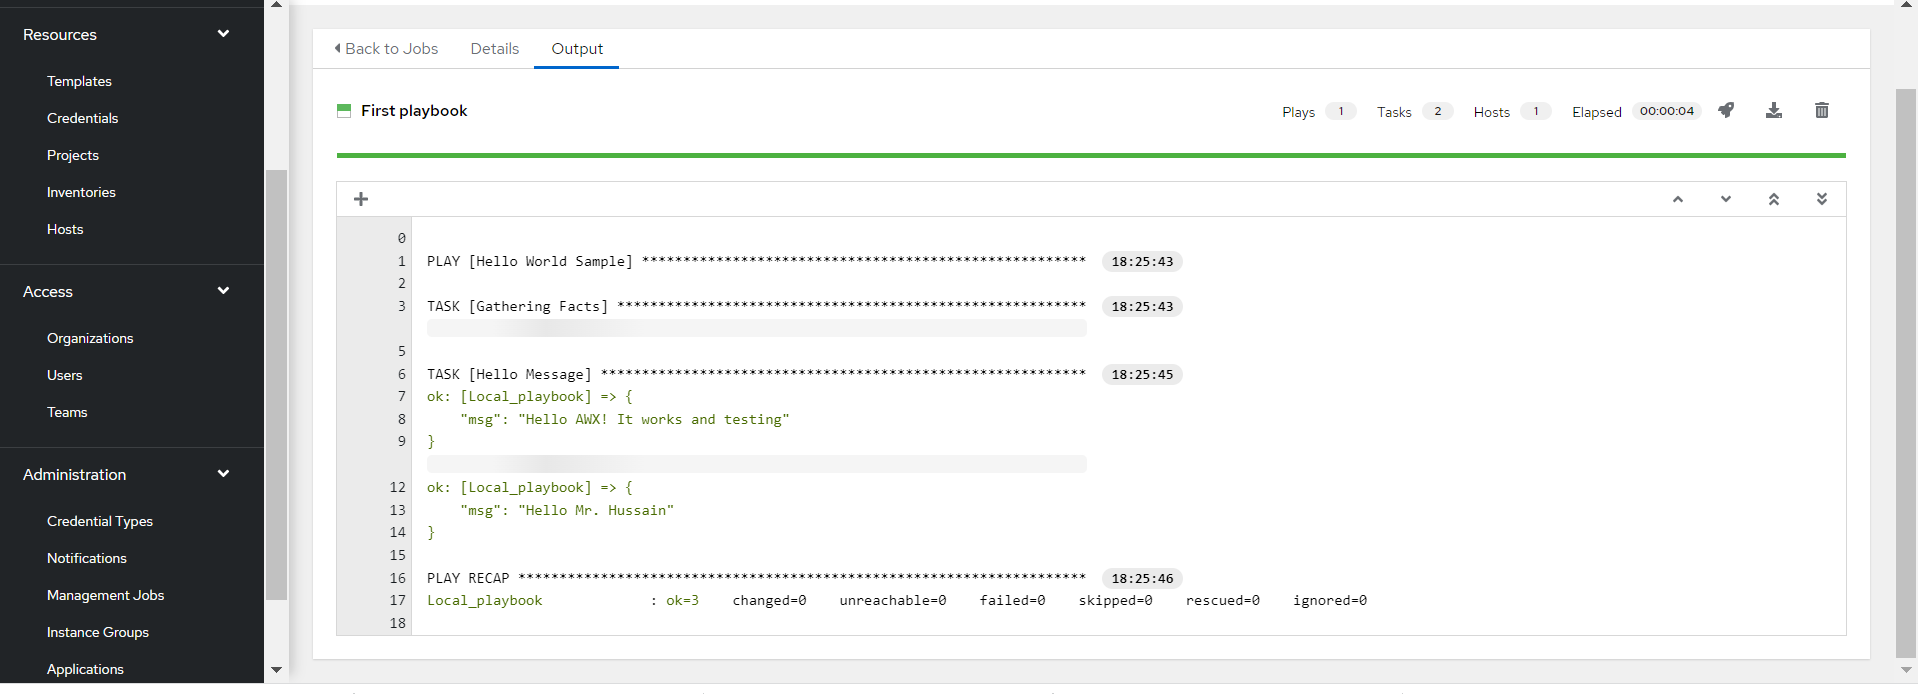 Resources
Templates
Credentials
Projects
Inventories
Hosts
Access
Organizations
Users
Teams
Administration
Credential Types
Notifications
Management Jobs
Instance Groups
Applications
Back to Jobs Details Output
First playbook Plays 1 Tasks 2 Hosts 1 Elapsed 00:00:04
0
1 PLAY [Hello World Sample] ****************************************************** 18:25:43
2
3 TASK [Gathering Facts] ********************************************************* 18:25:43
5
6 TASK [Hello Message] *********************************************************** 18:25:45
7 ok: [Local_playbook] => {
8 "msg": "Hello AWX! It works and testing"
9 }
12 ok: [Local_playbook] => {
13 "msg": "Hello Mr. Hussain"
14 }
15
16 PLAY RECAP ********************************************************************* 18:25:46
17 Local_playbook : ok=3 changed=0 unreachable=0 failed=0 skipped=0 rescued=0 ignored=0
18